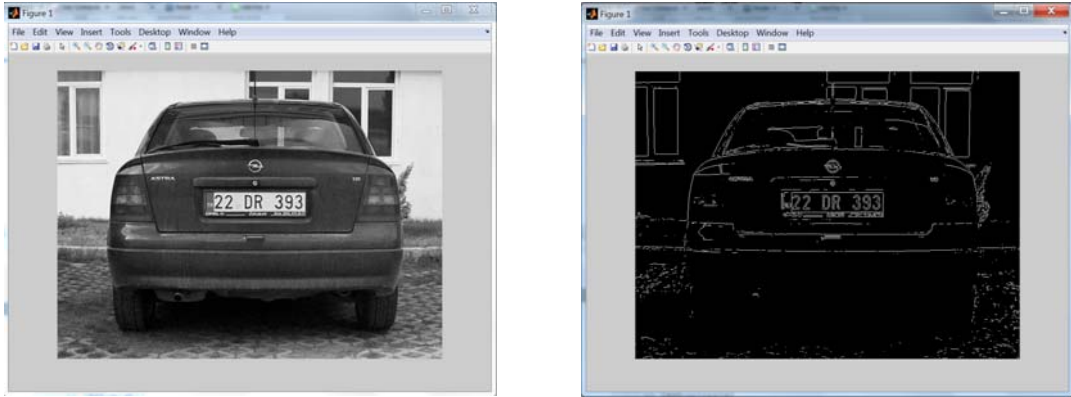 Figure 1
File Edit View Insert Tools Desktop Window Help
ASTRA
22 DR 393
Figure 1
File Edit View Insert Tools Desktop Window Help
22 DR 393